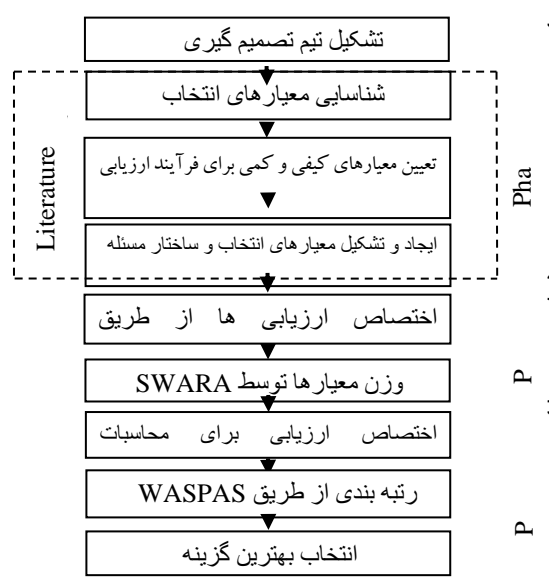 تشکیل تیم تصمیم گیری
شناسایی معیارهای انتخاب
Literature
تعیین معیارهای کیفی و کمی برای فرآیند ارزیابی
Pha
ایجاد و تشکیل معیارهای انتخاب و ساختار مسئله
اختصاص ارزیابی ها از طریق
وزن معیارها توسط SWARA
P
اختصاص ارزیابی برای محاسبات
رتبه بندی از طریق WASPAS
P
انتخاب بهترین گزینه